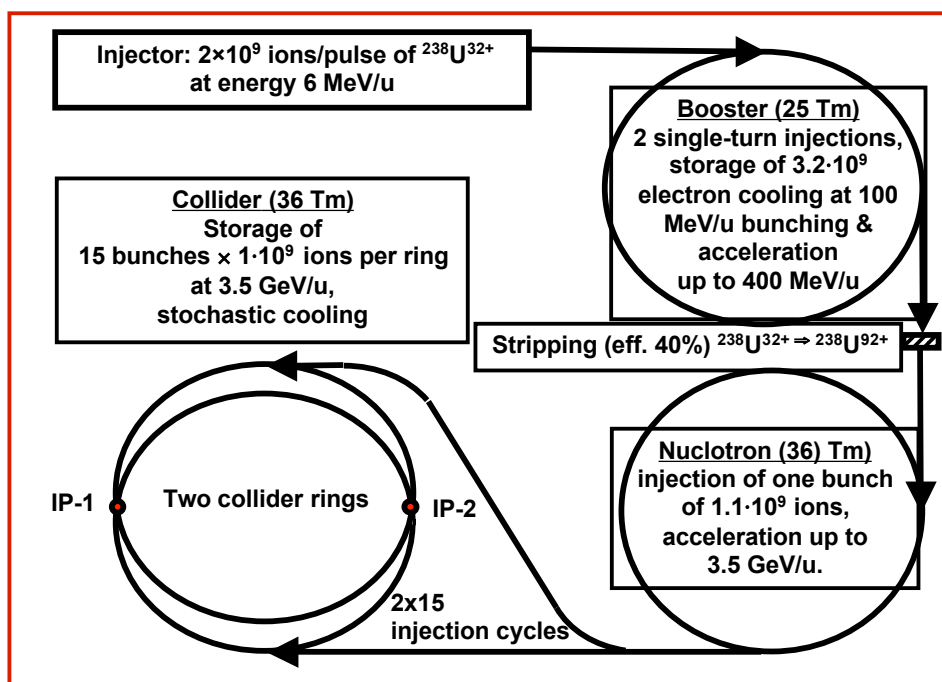 Injector: 2×10⁹ ions/pulse of ²³⁸U³²⁺
at energy 6 MeV/u
Booster (25 Tm)
2 single-turn injections,
storage of 3.2·10⁹
electron cooling at 100
MeV/u bunching &
acceleration
up to 400 MeV/u
Collider (36 Tm)
Storage of
15 bunches × 1·10⁹ ions per ring
at 3.5 GeV/u,
stochastic cooling
Stripping (eff. 40%) ²³⁸U³²⁺ ⇒ ²³⁸U⁹²⁺
Nuclotron (36) Tm)
injection of one bunch
of 1.1·10⁹ ions,
acceleration up to
3.5 GeV/u.
IP-1
Two collider rings
IP-2
2x15
injection cycles